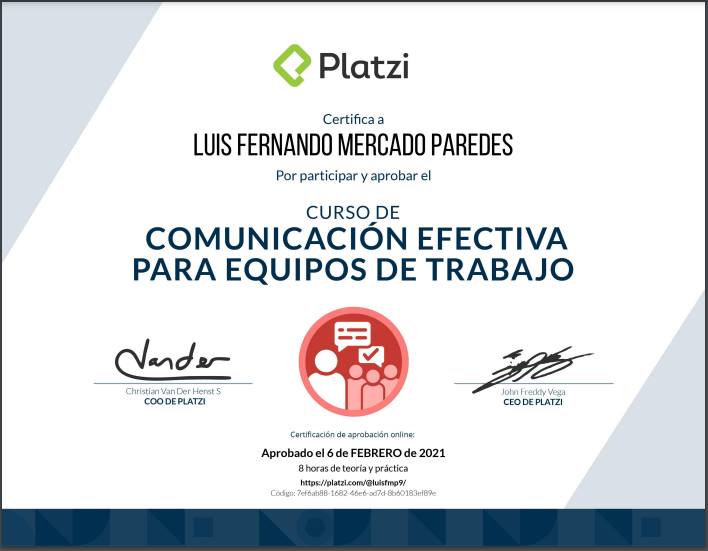 Platzi
Certifica a
LUIS FERNANDO MERCADO PAREDES
Por participar y aprobar el
CURSO DE
COMUNICACIÓN EFECTIVA
PARA EQUIPOS DE TRABAJO
Vander
Christian Van Der Henst S
COO DE PLATZI
John Freddy Vega
CEO DE PLATZI
Certificación de aprobación online:
Aprobado el 6 de FEBRERO de 2021
8 horas de teoría y práctica
https://platzi.com/@luisfmp9/
Código: 7ef6ab88-1682-46e6-ad7d-8b60183ef89e